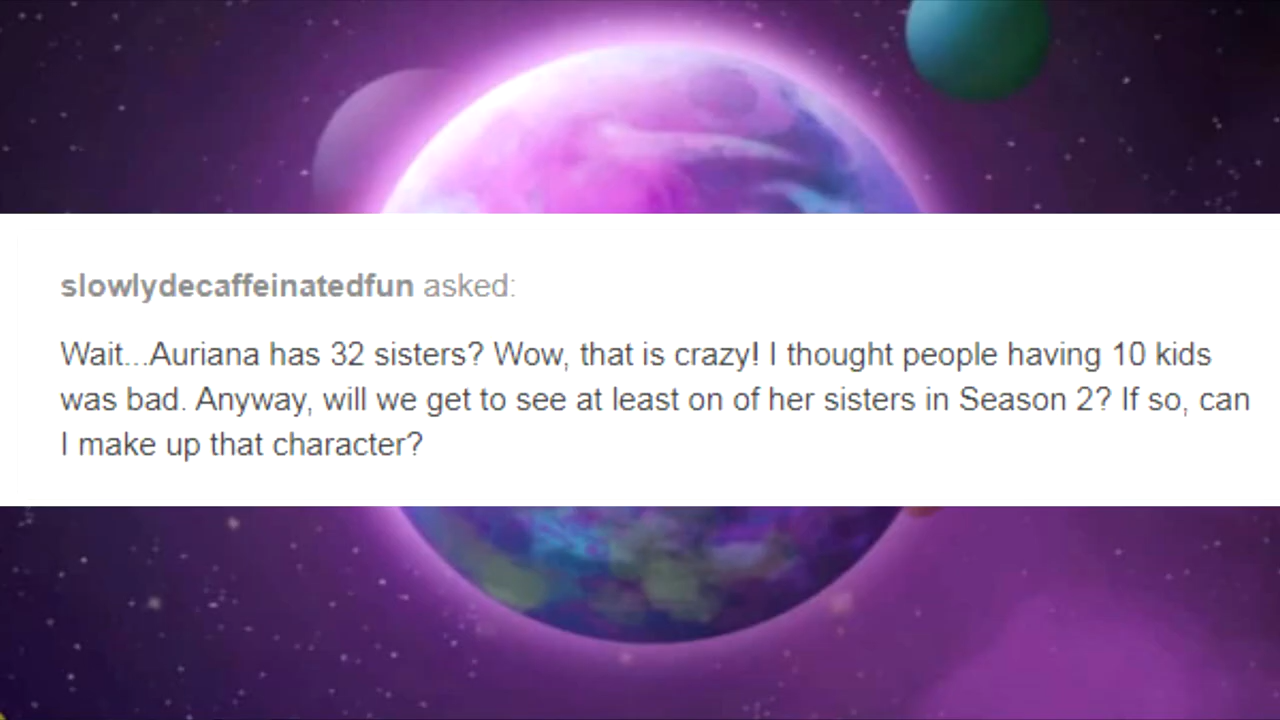 slowlydecaffeinatedfun asked:
Wait...Auriana has 32 sisters? Wow, that is crazy! I thought people having 10 kids
was bad. Anyway, will we get to see at least on of her sisters in Season 2? If so, can
I make up that character?